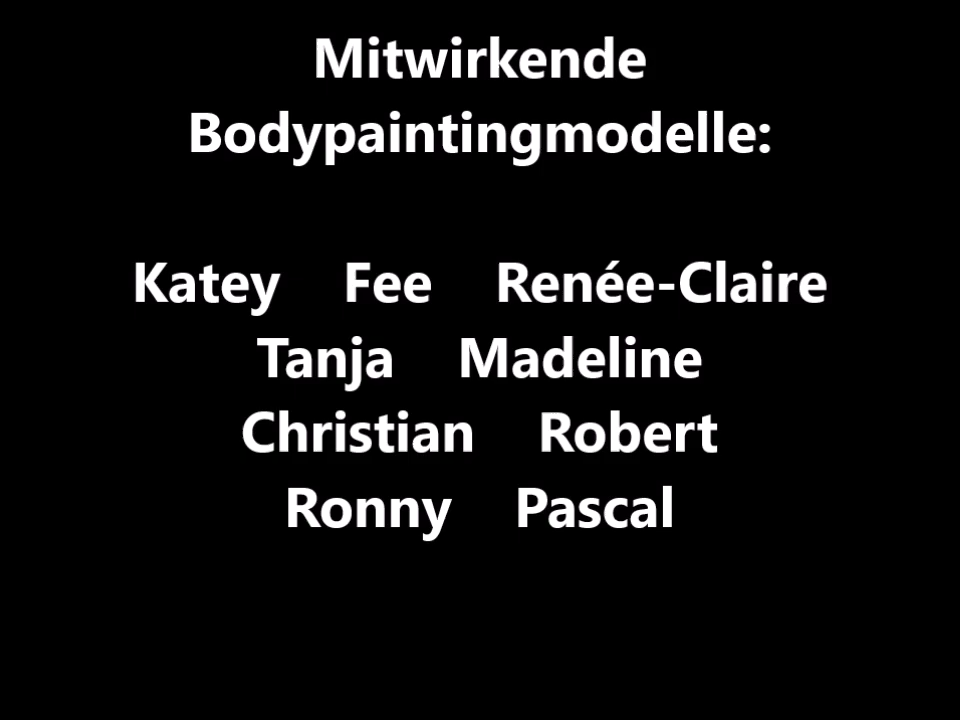 Mitwirkende
Bodypaintingmodelle:
Katey Fee Renée-Claire
Tanja Madeline
Christian Robert
Ronny Pascal